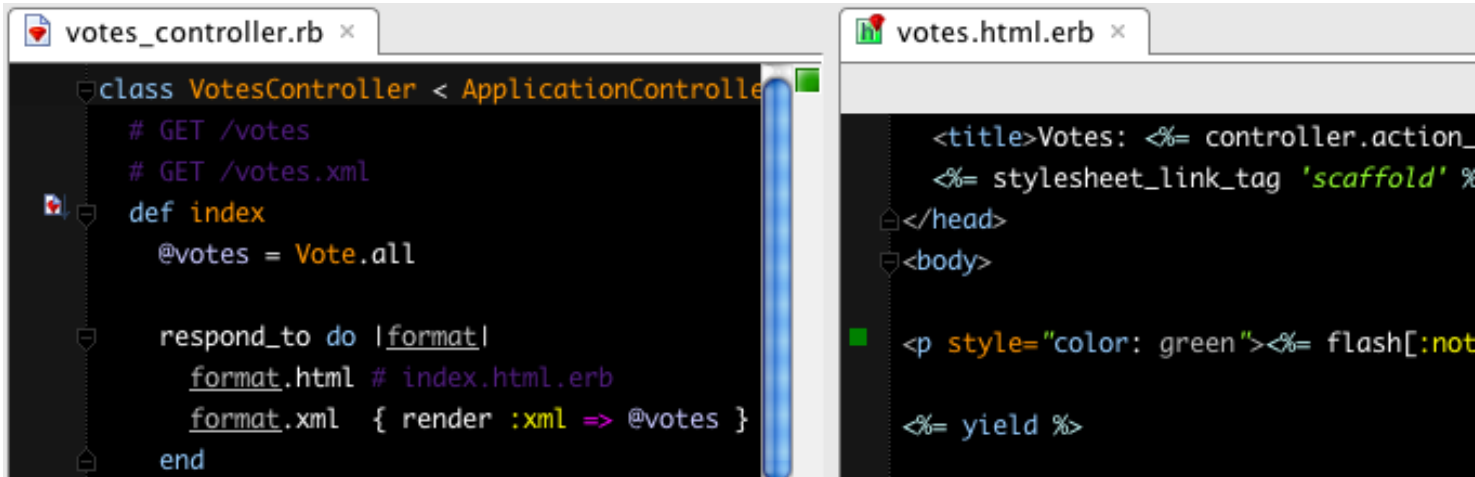 votes_controller.rb
class VotesController < ApplicationControlle
# GET /votes
# GET /votes.xml
def index
@votes = Vote.all
respond_to do |format|
format.html # index.html.erb
format.xml { render :xml => @votes }
end
votes.html.erb
<title>Votes: <%= controller.action_
<%= stylesheet_link_tag 'scaffold' %
</head>
<body>
<p style="color: green"><%= flash[:not
<%= yield %>